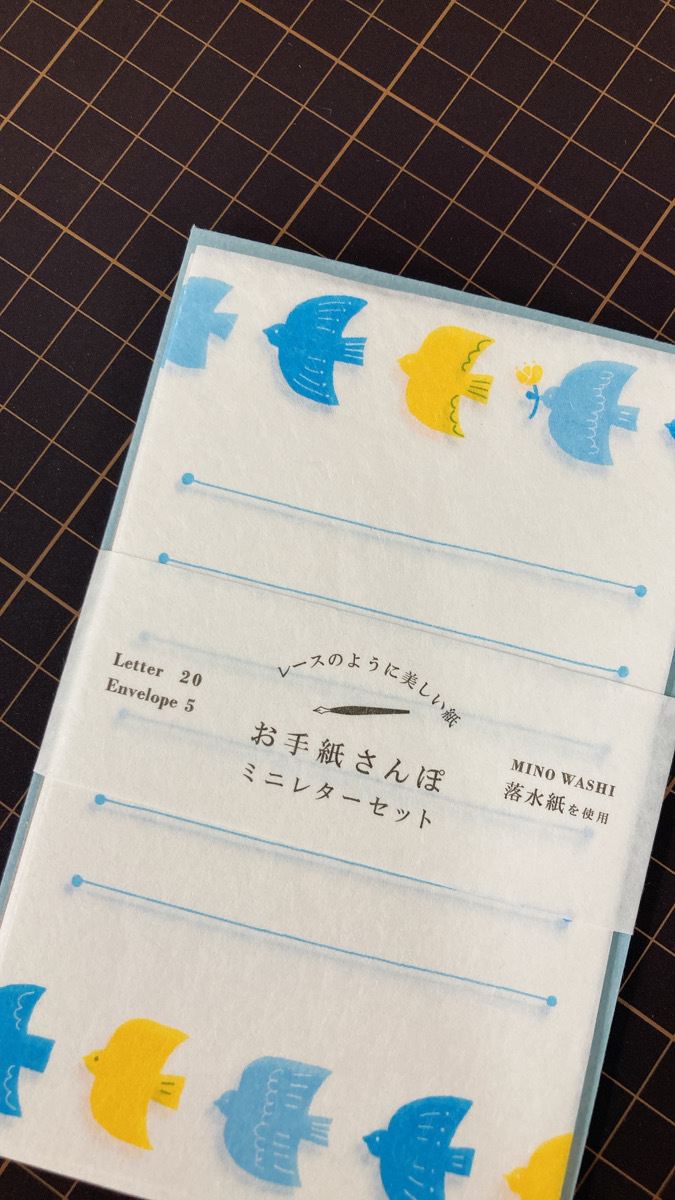 Letter 20
Envelope 5
レースのように美しい紙
お手紙さんぽ
ミニレターセット
MINO WASHI
落水紙を使用